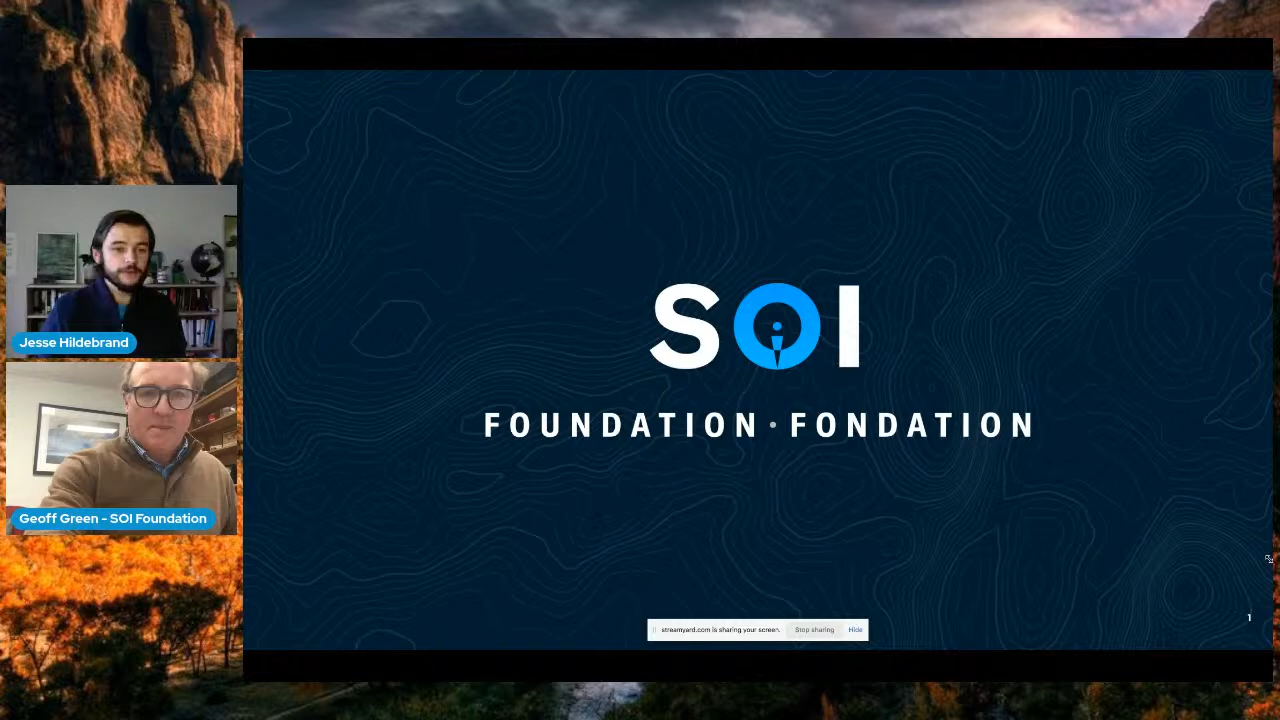 Jesse Hildebrand
Geoff Green - SOI Foundation
SOI
FOUNDATION · FONDATION
streamyard.com is sharing your screen. Stop sharing Hide
1